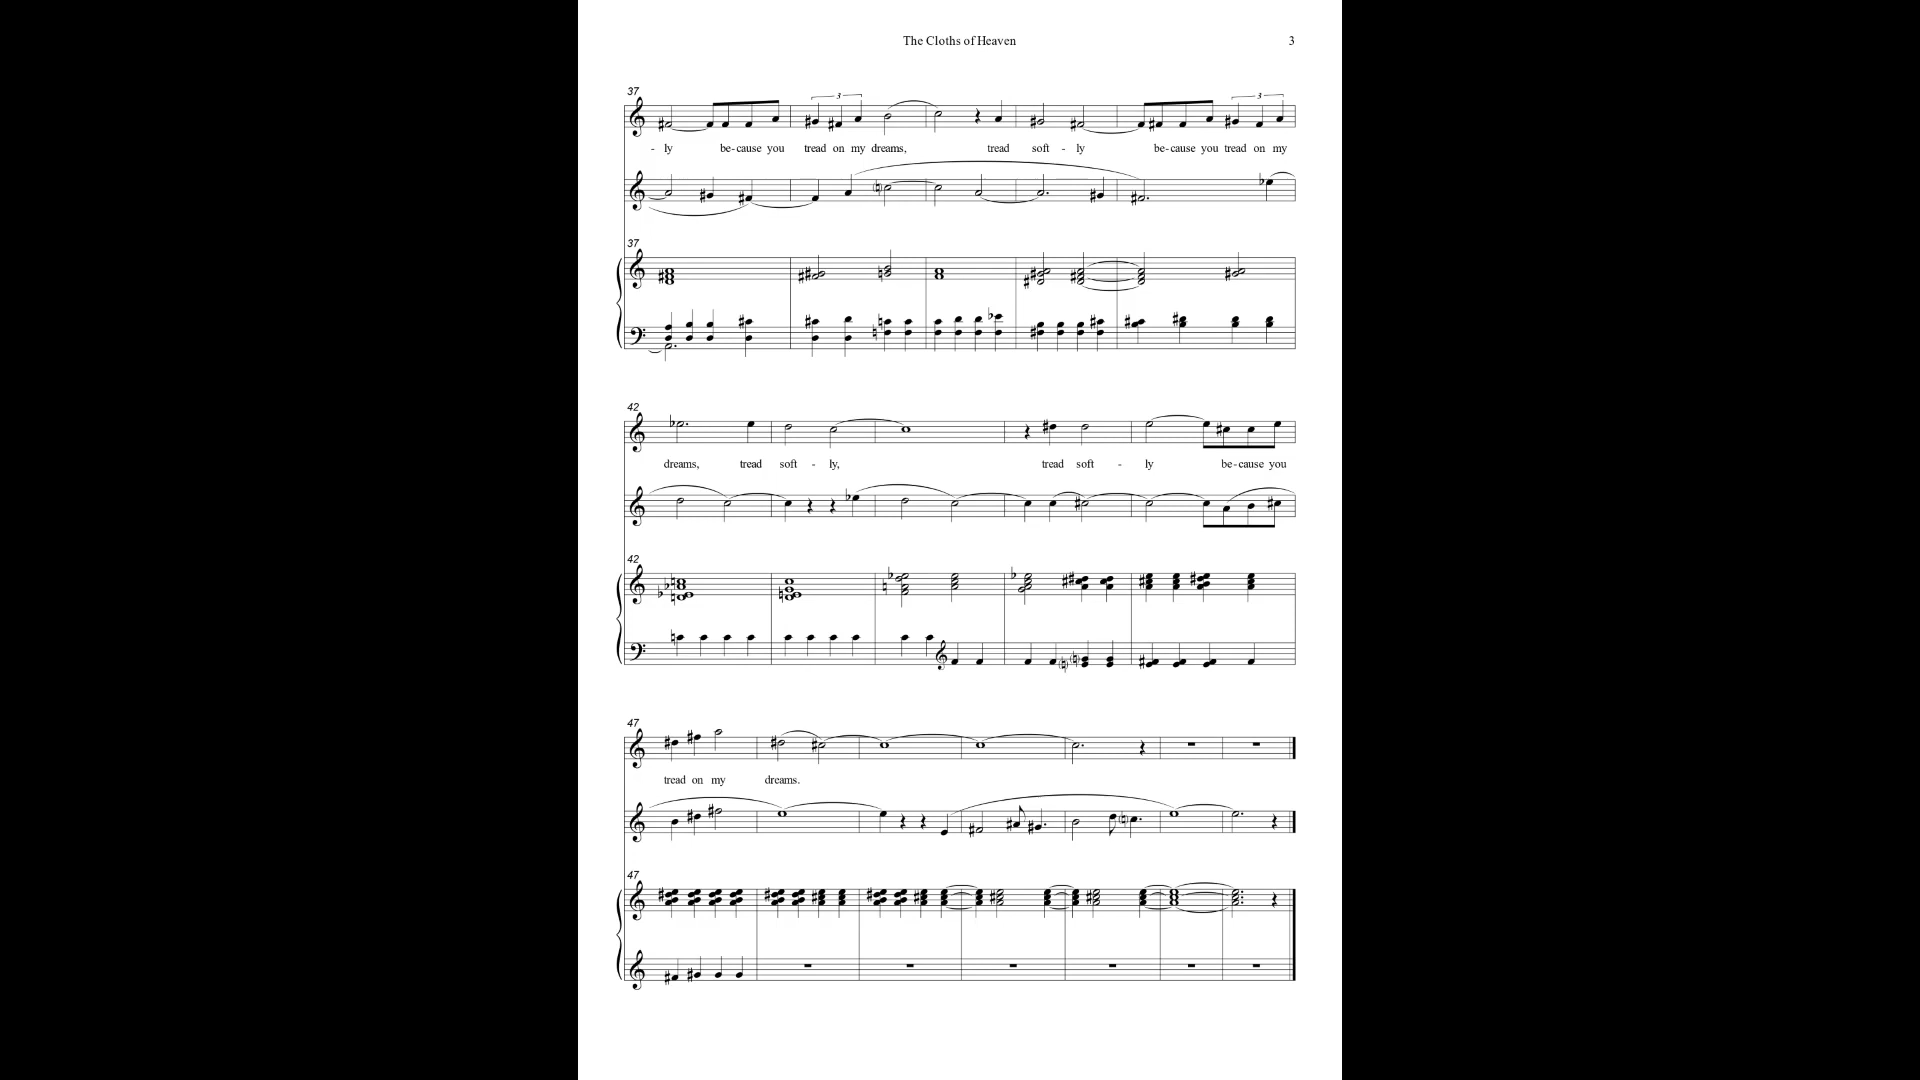 The Cloths of Heaven 3
37
3 3
- ly be-cause you tread on my dreams, tread soft - ly be-cause you tread on my
37
42
dreams, tread soft - ly, tread soft - ly be-cause you
42
47
tread on my dreams.
47